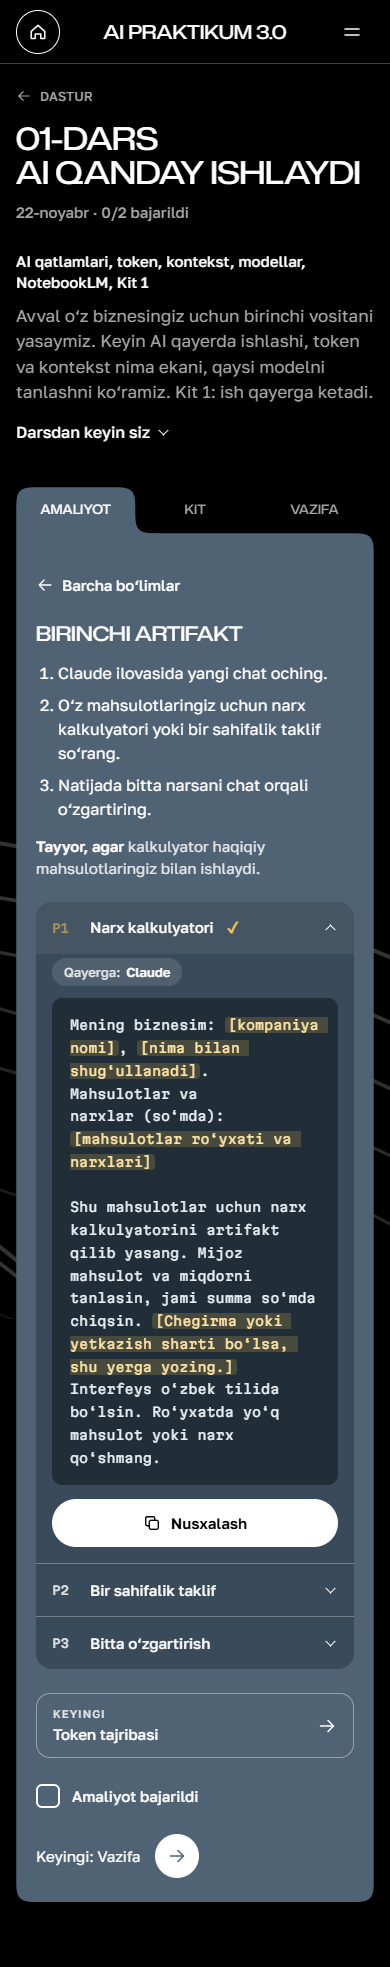 AI PRAKTIKUM 3.0
← DASTUR
01-DARS
AI QANDAY ISHLAYDI
22-noyabr · 0/2 bajarildi
AI qatlamlari, token, kontekst, modellar,
NotebookLM, Kit 1
Avval oʻz biznesingiz uchun birinchi vositani
yasaymiz. Keyin AI qayerda ishlashi, token
va kontekst nima ekani, qaysi modelni
tanlashni koʻramiz. Kit 1: ish qayerga ketadi.
Darsdan keyin siz
AMALIYOT KIT VAZIFA
← Barcha boʻlimlar
BIRINCHI ARTIFAKT
1. Claude ilovasida yangi chat oching.
2. Oʻz mahsulotlaringiz uchun narx
kalkulyatori yoki bir sahifalik taklif
soʻrang.
3. Natijada bitta narsani chat orqali
oʻzgartiring.
Tayyor, agar kalkulyator haqiqiy
mahsulotlaringiz bilan ishlaydi.
P1 Narx kalkulyatori ✓
Qayerga: Claude
Mening biznesim: [kompaniya
nomi], [nima bilan
shugʻullanadi].
Mahsulotlar va
narxlar (soʻmda):
[mahsulotlar roʻyxati va
narxlari]
Shu mahsulotlar uchun narx
kalkulyatorini artifakt
qilib yasang. Mijoz
mahsulot va miqdorni
tanlasin, jami summa soʻmda
chiqsin. [Chegirma yoki
yetkazish sharti boʻlsa,
shu yerga yozing.]
Interfeys oʻzbek tilida
boʻlsin. Roʻyxatda yoʻq
mahsulot yoki narx
qoʻshmang.
Nusxalash
P2 Bir sahifalik taklif
P3 Bitta oʻzgartirish
KEYINGI
Token tajribasi →
Amaliyot bajarildi
Keyingi: Vazifa →